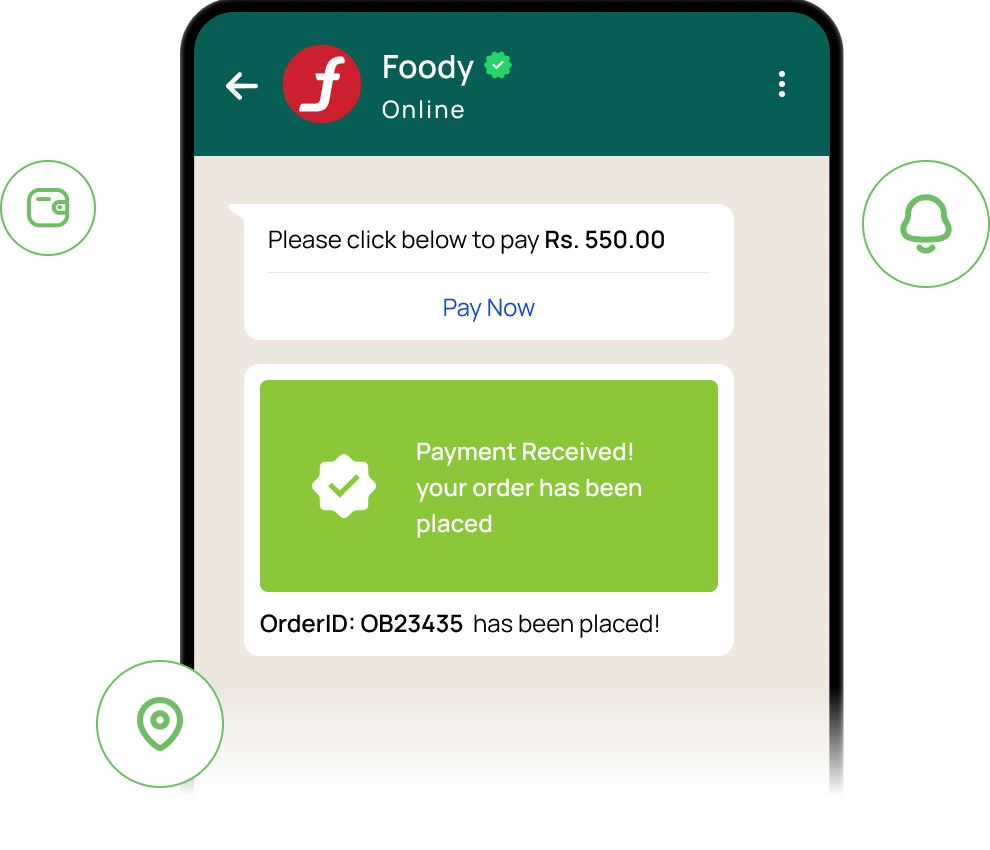 Foody
Online
Please click below to pay Rs. 550.00
Pay Now
Payment Received!
your order has been
placed
OrderID: OB23435 has been placed!